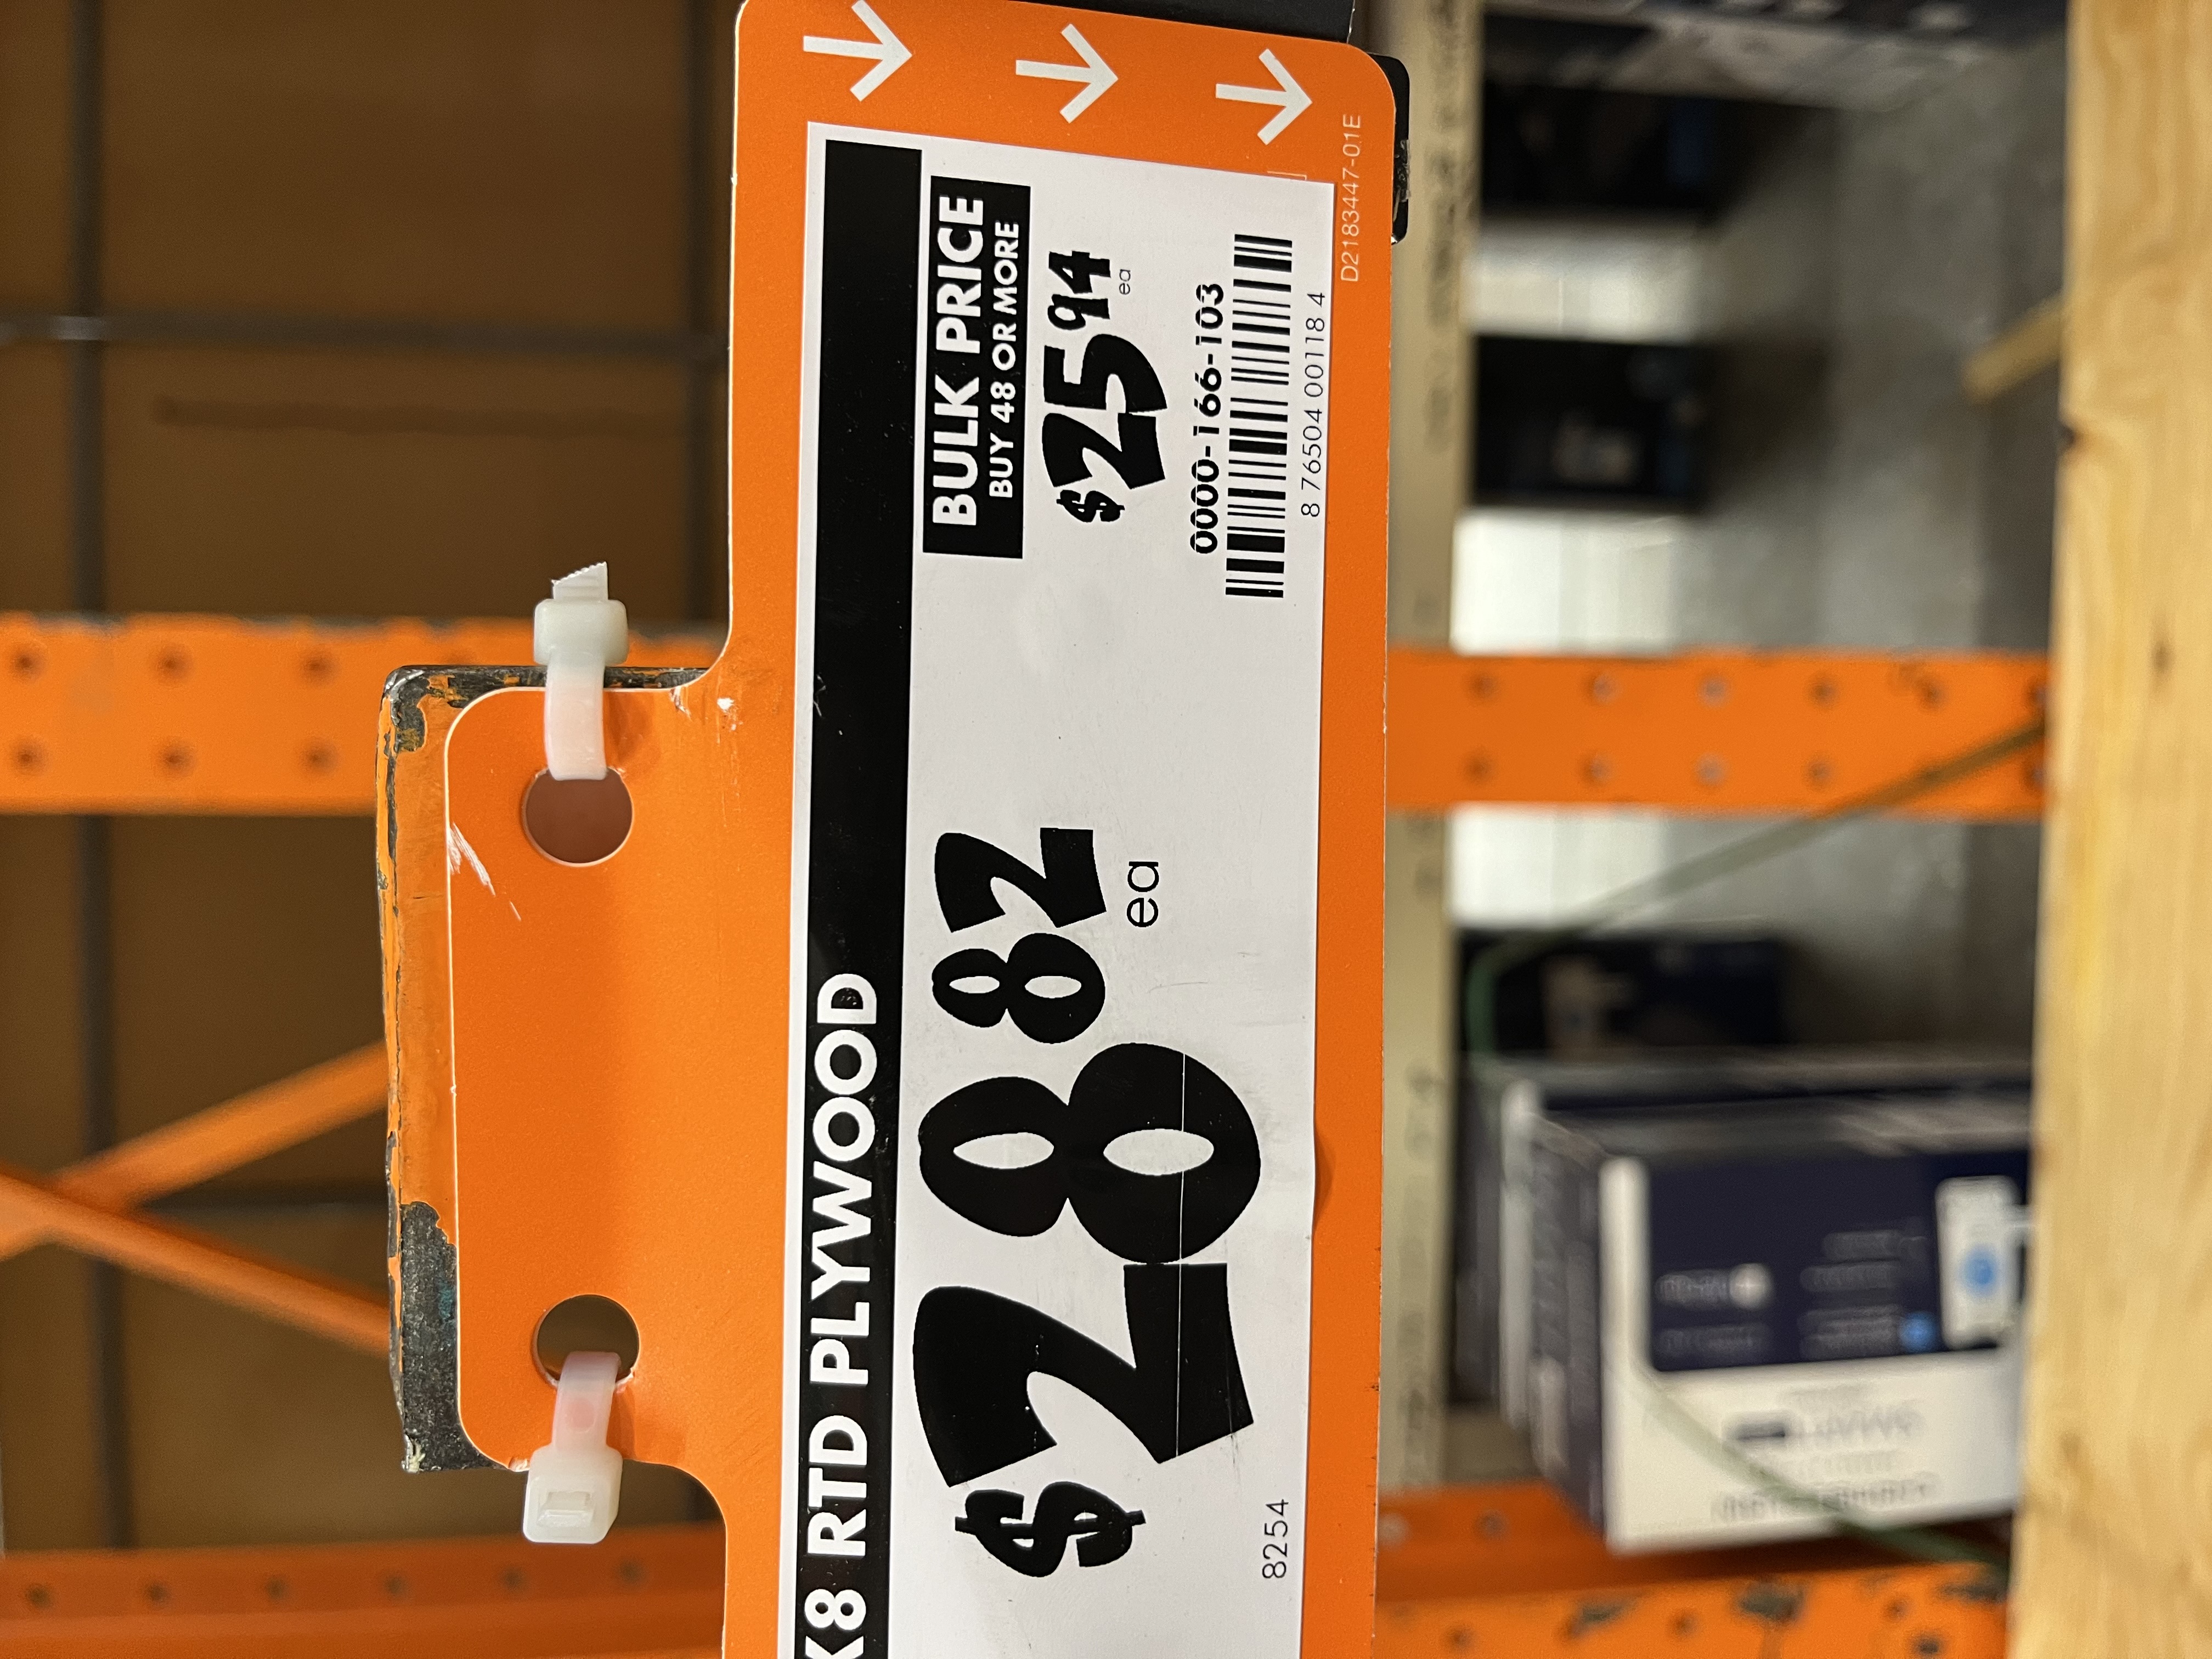 X8 RTD PLYWOOD
$28 82
ea
8254
BULK PRICE
BUY 48 OR MORE
$25 94
ea
0000-166-103
8 76504 00118 4
D2183447-01E